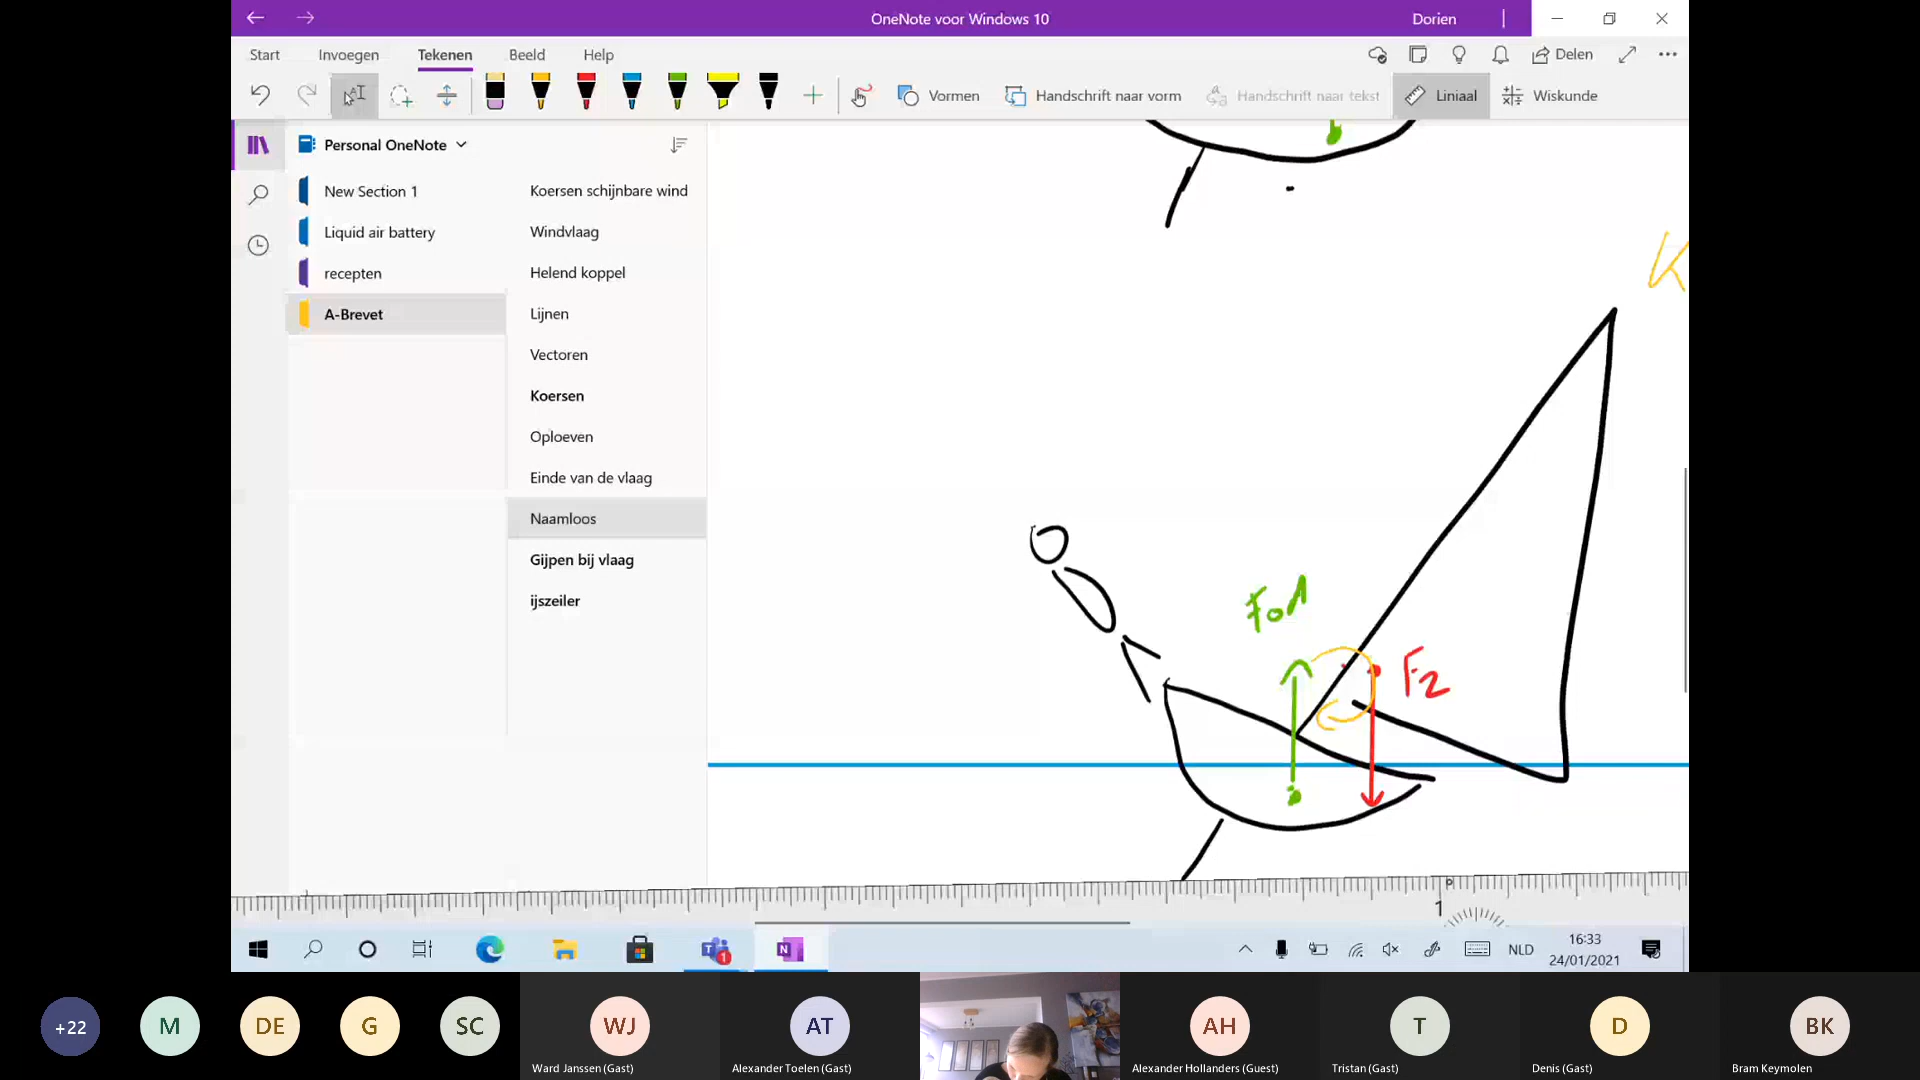 OneNote voor Windows 10
Dorien
Start
Invoegen
Tekenen
Beeld
Help
Delen
Vormen
Handschrift naar vorm
Handschrift naar tekst
Liniaal
Wiskunde
Personal OneNote
New Section 1
Liquid air battery
recepten
A-Brevet
Koersen schijnbare wind
Windvlaag
Helend koppel
Lijnen
Vectoren
Koersen
Oploeven
Einde van de vlaag
Naamloos
Gijpen bij vlaag
ijszeiler
K
Fz
1
NLD
16:33
24/01/2021
+22
M
DE
G
SC
WJ
Ward Janssen (Gast)
AT
Alexander Toelen (Gast)
AH
Alexander Hollanders (Guest)
T
Tristan (Gast)
D
Denis (Gast)
BK
Bram Keymolen